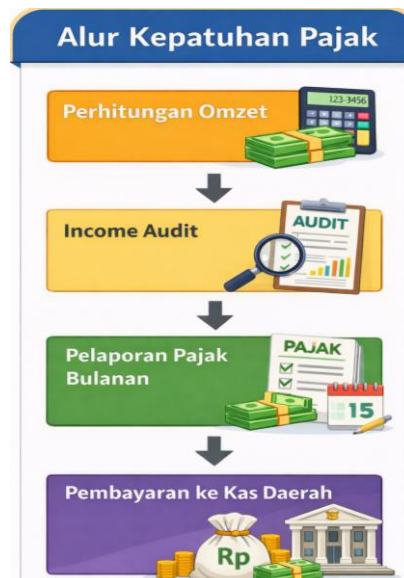 Alur Kepatuhan Pajak
Perhitungan Omzet
123-3456
Income Audit
AUDIT
Pelaporan Pajak
Bulanan
PAJAK
15
Pembayaran ke Kas Daerah
Rp